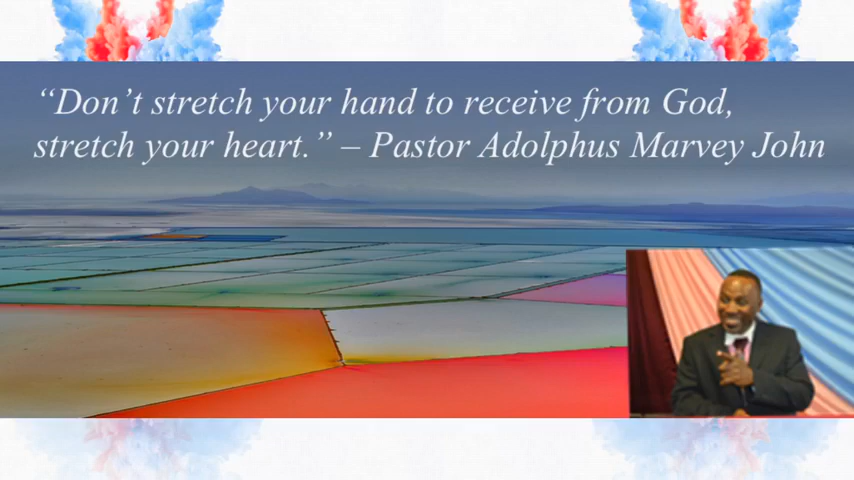 “Don’t stretch your hand to receive from God,
stretch your heart.” – Pastor Adolphus Marvey John